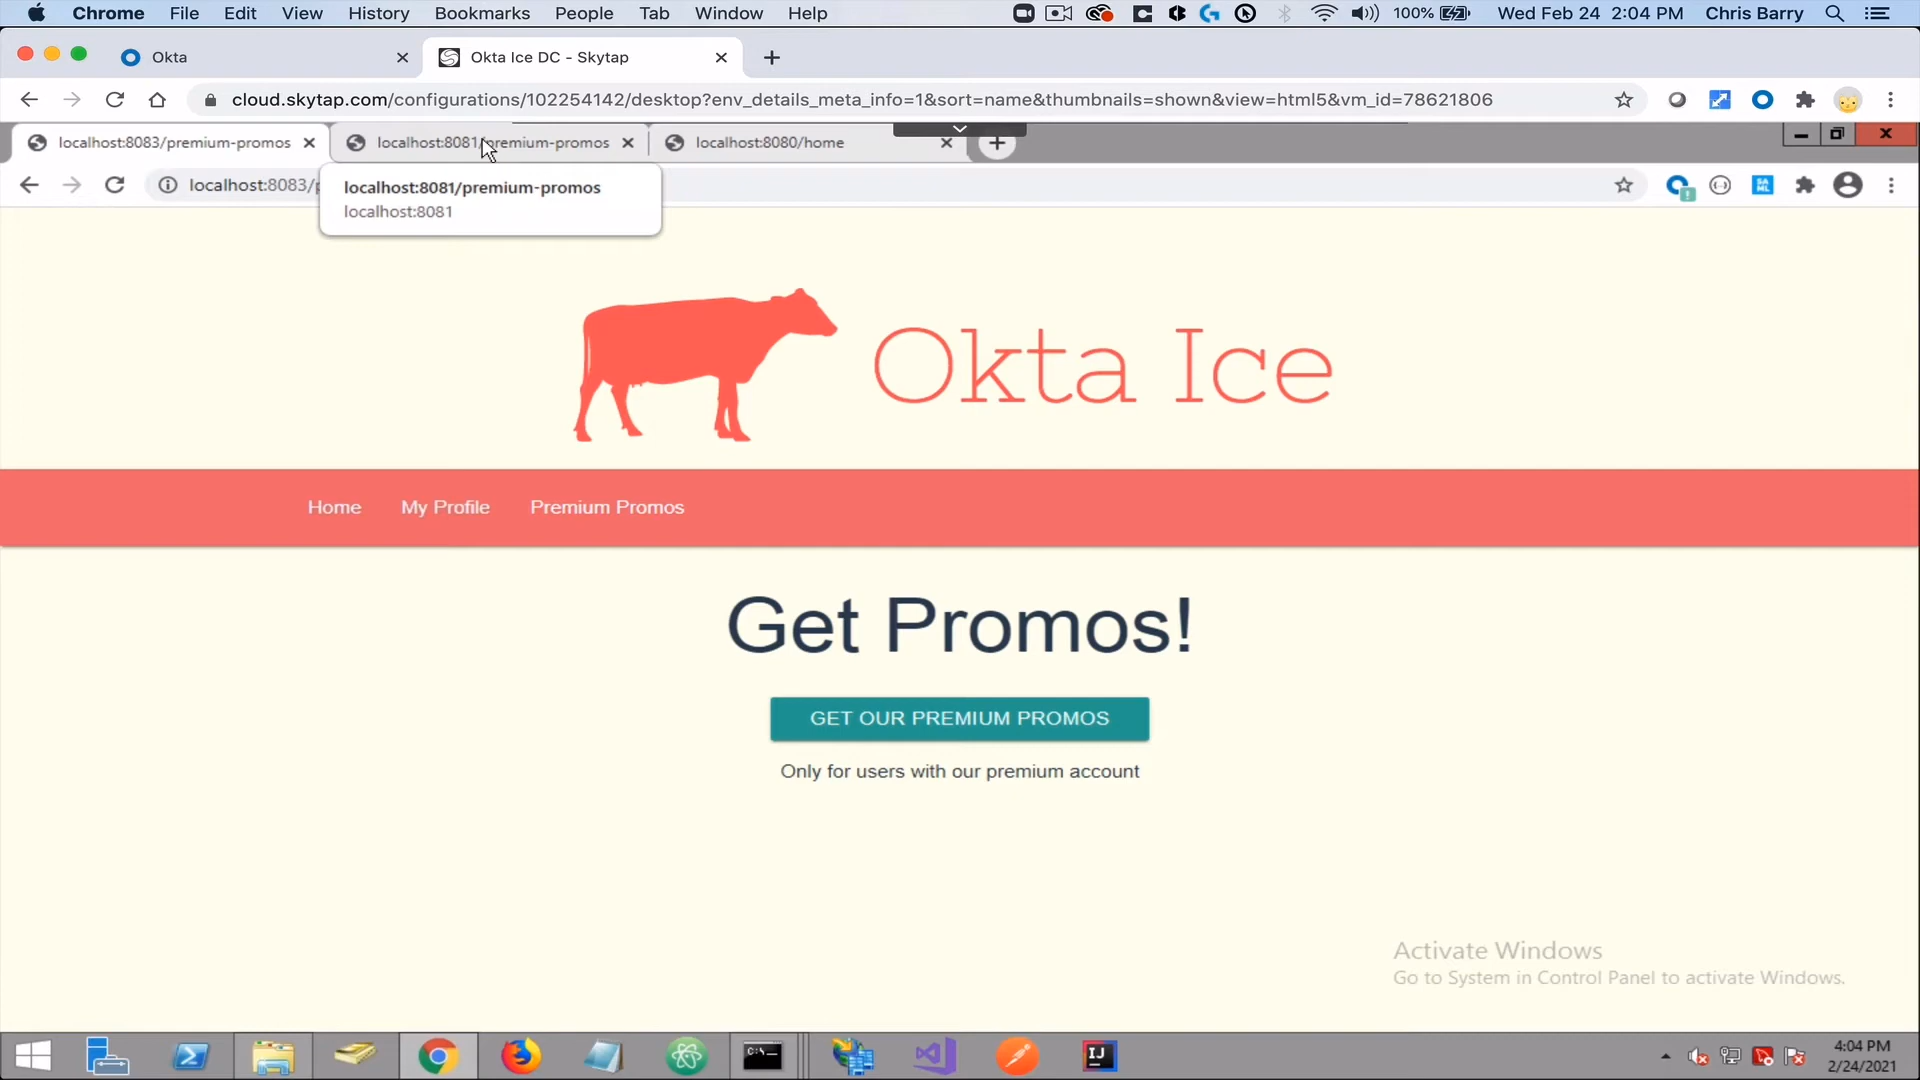 Chrome File Edit View History Bookmarks People Tab Window Help 100% Wed Feb 24 2:04 PM Chris Barry
Okta
Okta Ice DC - Skytap
cloud.skytap.com/configurations/102254142/desktop?env_details_meta_info=1&sort=name&thumbnails=shown&view=html5&vm_id=78621806
localhost:8083/premium-promos
localhost:8081/premium-promos
localhost:8080/home
localhost:8083/p
localhost:8081/premium-promos
localhost:8081
Okta Ice
Home My Profile Premium Promos
Get Promos!
GET OUR PREMIUM PROMOS
Only for users with our premium account
Activate Windows
Go to System in Control Panel to activate Windows.
4:04 PM
2/24/2021